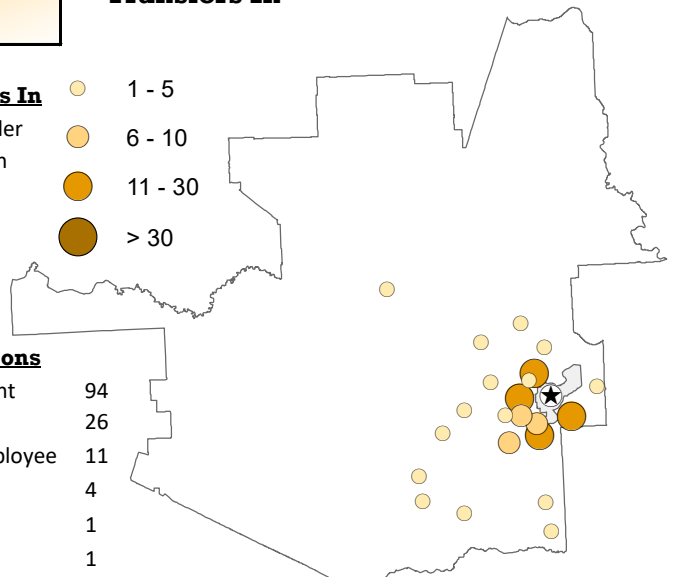 Transfers In
s In
1 - 5
der
6 - 10
n
11 - 30
> 30
ons
nt 94
26
ployee 11
4
1
1